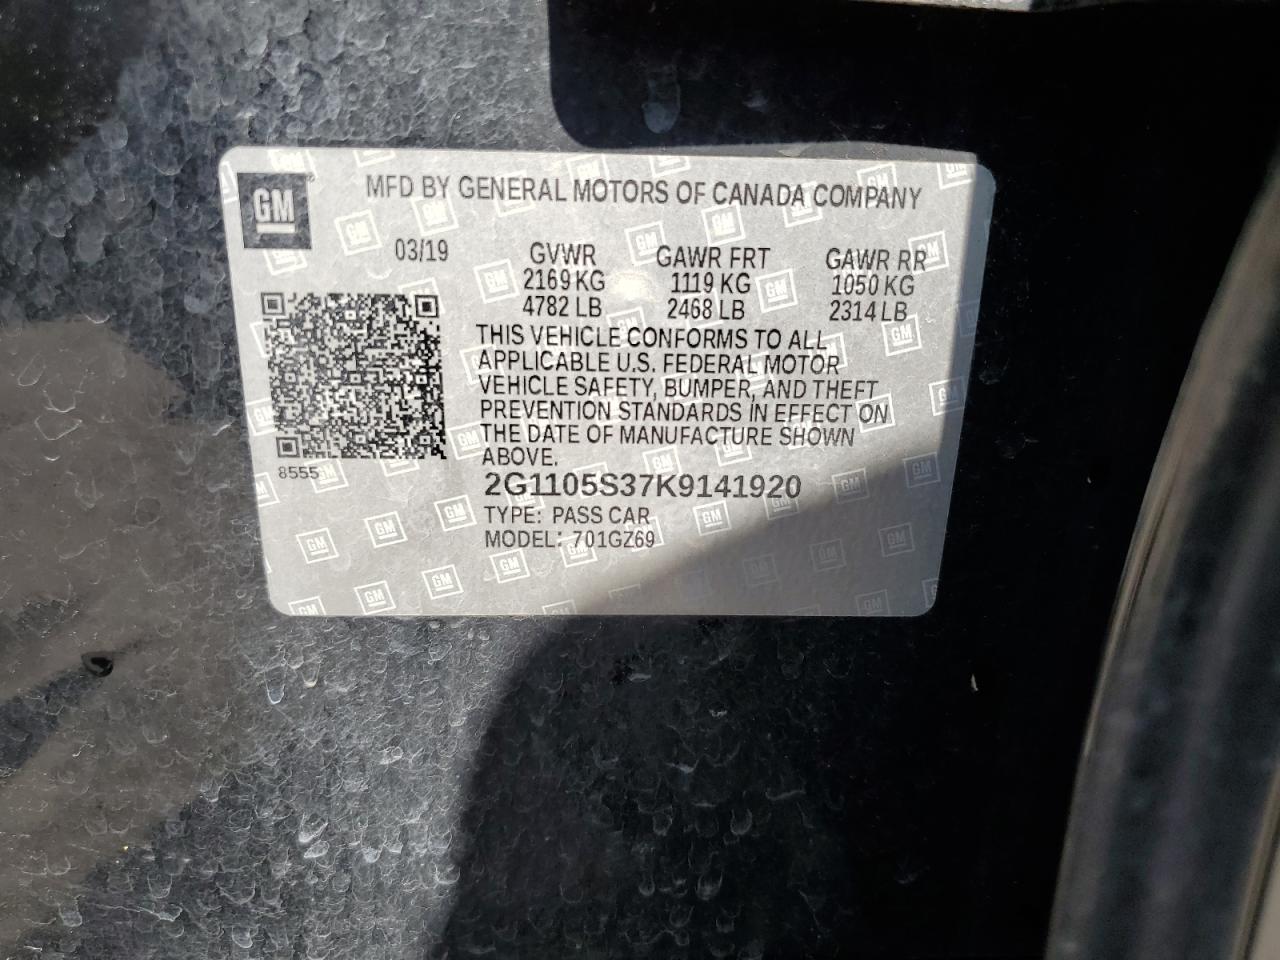 GM
MFD BY GENERAL MOTORS OF CANADA COMPANY
03/19 GVWR GAWR FRT GAWR RR
2169 KG 1119 KG 1050 KG
4782 LB 2468 LB 2314 LB
THIS VEHICLE CONFORMS TO ALL
APPLICABLE U.S. FEDERAL MOTOR
VEHICLE SAFETY, BUMPER, AND THEFT
PREVENTION STANDARDS IN EFFECT ON
THE DATE OF MANUFACTURE SHOWN
ABOVE.
8555
2G1105S37K9141920
TYPE: PASS CAR
MODEL: 701GZ69